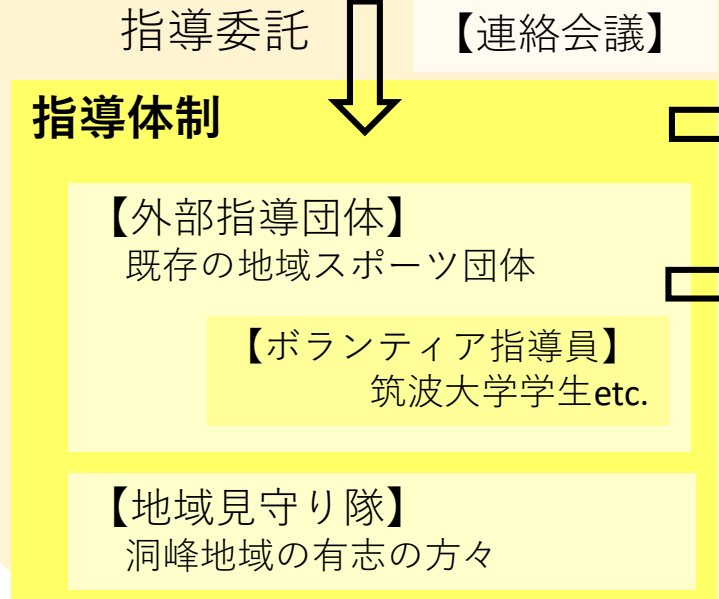 指導委託
【連絡会議】
指導体制
【外部指導団体】
既存の地域スポーツ団体
【ボランティア指導員】
筑波大学学生etc.
【地域見守り隊】
洞峰地域の有志の方々